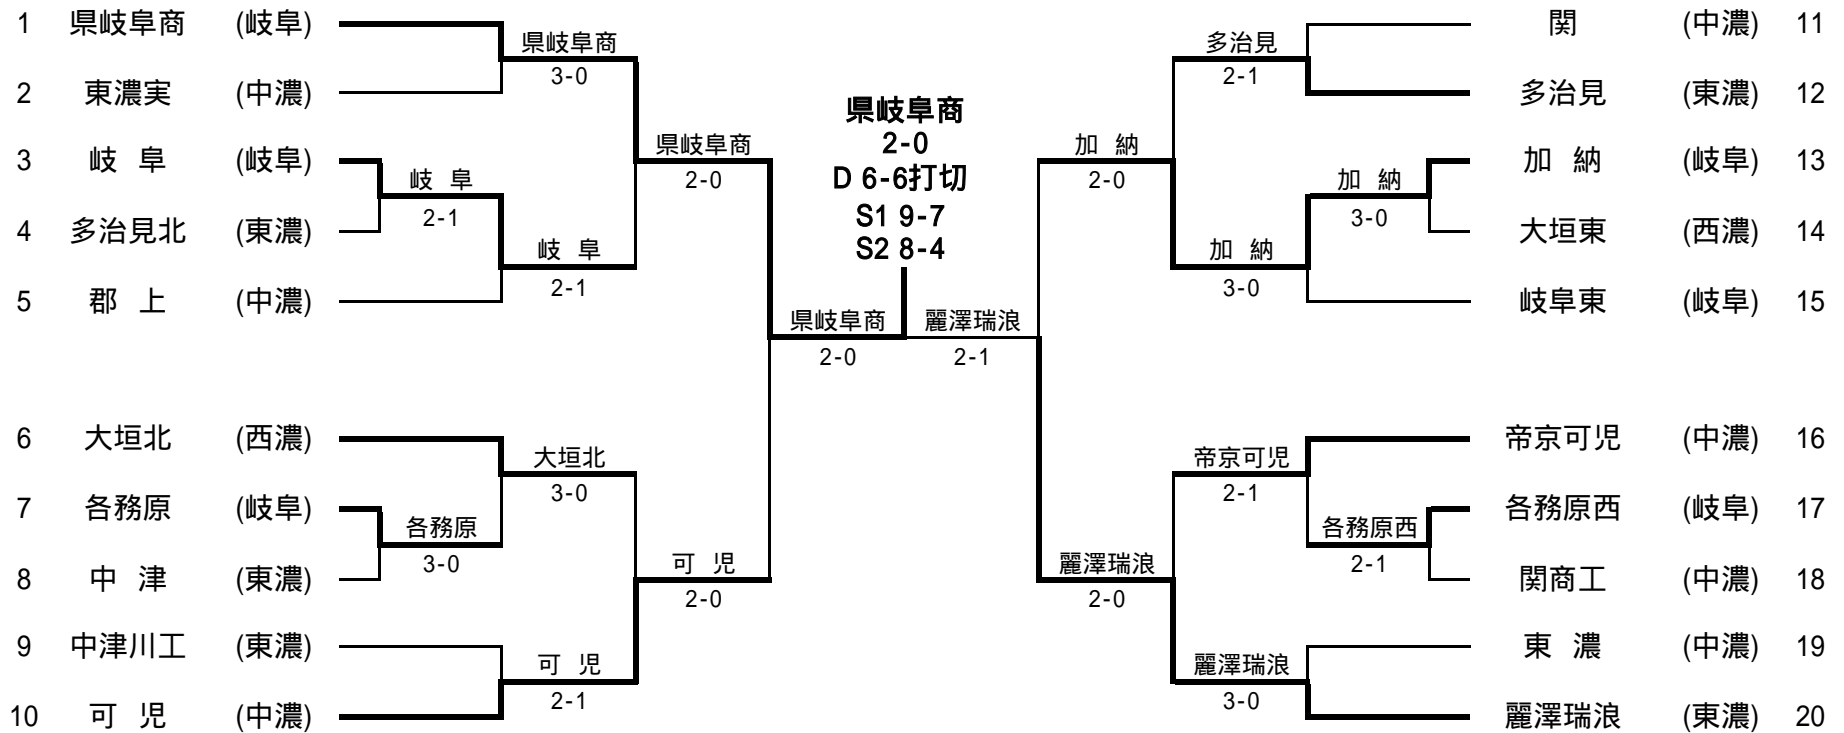 1 県岐阜商 (岐阜)
2 東濃実 (中濃)
3 岐 阜 (岐阜)
4 多治見北 (東濃)
5 郡 上 (中濃)
6 大垣北 (西濃)
7 各務原 (岐阜)
8 中 津 (東濃)
9 中津川工 (東濃)
10 可 児 (中濃)
岐 阜
2-1
各務原
3-0
県岐阜商
3-0
岐 阜
2-1
大垣北
3-0
可 児
2-1
県岐阜商
2-0
可 児
2-0
県岐阜商
2-0
県岐阜商
2-0
D 6-6打切
S1 9-7
S2 8-4
麗澤瑞浪
2-1
加 納
2-0
麗澤瑞浪
2-0
多治見
2-1
加 納
3-0
帝京可児
2-1
麗澤瑞浪
3-0
加 納
3-0
各務原西
2-1
関 (中濃) 11
多治見 (東濃) 12
加 納 (岐阜) 13
大垣東 (西濃) 14
岐阜東 (岐阜) 15
帝京可児 (中濃) 16
各務原西 (岐阜) 17
関商工 (中濃) 18
東 濃 (中濃) 19
麗澤瑞浪 (東濃) 20